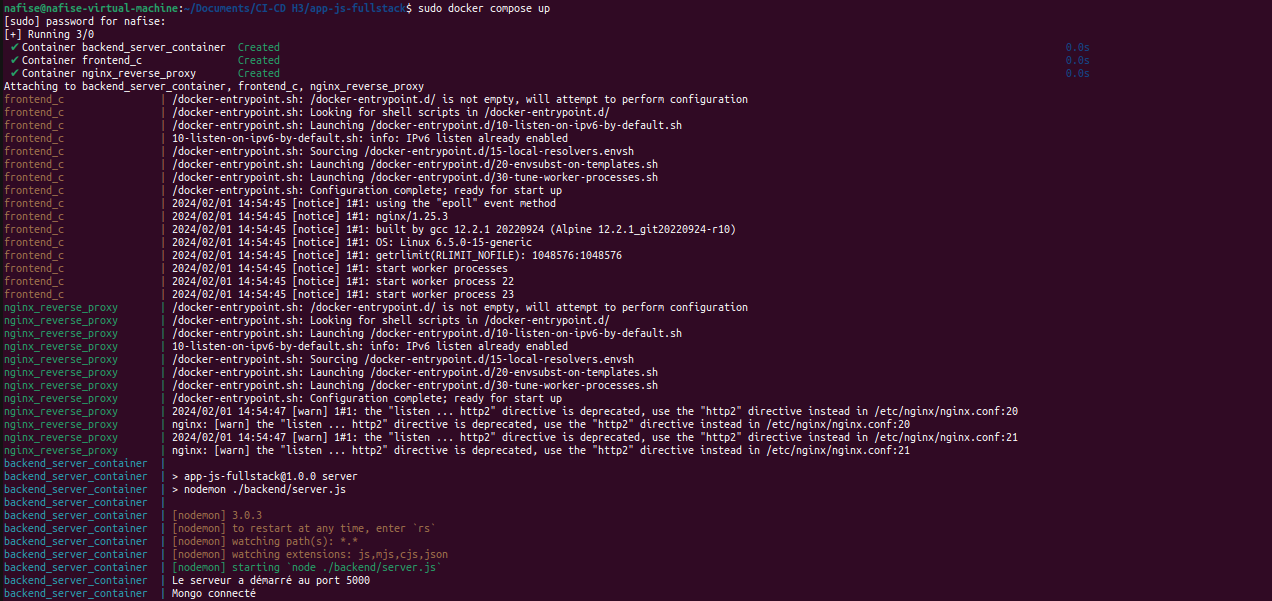 nafise@nafise-virtual-machine:~/Documents/CI-CD H3/app-js-fullstack$ sudo docker compose up
[sudo] password for nafise:
[+] Running 3/0
✔ Container backend_server_container Created 0.0s
✔ Container frontend_c Created 0.0s
✔ Container nginx_reverse_proxy Created 0.0s
Attaching to backend_server_container, frontend_c, nginx_reverse_proxy
frontend_c | /docker-entrypoint.sh: /docker-entrypoint.d/ is not empty, will attempt to perform configuration
frontend_c | /docker-entrypoint.sh: Looking for shell scripts in /docker-entrypoint.d/
frontend_c | /docker-entrypoint.sh: Launching /docker-entrypoint.d/10-listen-on-ipv6-by-default.sh
frontend_c | 10-listen-on-ipv6-by-default.sh: info: IPv6 listen already enabled
frontend_c | /docker-entrypoint.sh: Sourcing /docker-entrypoint.d/15-local-resolvers.envsh
frontend_c | /docker-entrypoint.sh: Launching /docker-entrypoint.d/20-envsubst-on-templates.sh
frontend_c | /docker-entrypoint.sh: Launching /docker-entrypoint.d/30-tune-worker-processes.sh
frontend_c | /docker-entrypoint.sh: Configuration complete; ready for start up
frontend_c | 2024/02/01 14:54:45 [notice] 1#1: using the "epoll" event method
frontend_c | 2024/02/01 14:54:45 [notice] 1#1: nginx/1.25.3
frontend_c | 2024/02/01 14:54:45 [notice] 1#1: built by gcc 12.2.1 20220924 (Alpine 12.2.1_git20220924-r10)
frontend_c | 2024/02/01 14:54:45 [notice] 1#1: OS: Linux 6.5.0-15-generic
frontend_c | 2024/02/01 14:54:45 [notice] 1#1: getrlimit(RLIMIT_NOFILE): 1048576:1048576
frontend_c | 2024/02/01 14:54:45 [notice] 1#1: start worker processes
frontend_c | 2024/02/01 14:54:45 [notice] 1#1: start worker process 22
frontend_c | 2024/02/01 14:54:45 [notice] 1#1: start worker process 23
nginx_reverse_proxy | /docker-entrypoint.sh: /docker-entrypoint.d/ is not empty, will attempt to perform configuration
nginx_reverse_proxy | /docker-entrypoint.sh: Looking for shell scripts in /docker-entrypoint.d/
nginx_reverse_proxy | /docker-entrypoint.sh: Launching /docker-entrypoint.d/10-listen-on-ipv6-by-default.sh
nginx_reverse_proxy | 10-listen-on-ipv6-by-default.sh: info: IPv6 listen already enabled
nginx_reverse_proxy | /docker-entrypoint.sh: Sourcing /docker-entrypoint.d/15-local-resolvers.envsh
nginx_reverse_proxy | /docker-entrypoint.sh: Launching /docker-entrypoint.d/20-envsubst-on-templates.sh
nginx_reverse_proxy | /docker-entrypoint.sh: Launching /docker-entrypoint.d/30-tune-worker-processes.sh
nginx_reverse_proxy | /docker-entrypoint.sh: Configuration complete; ready for start up
nginx_reverse_proxy | 2024/02/01 14:54:47 [warn] 1#1: the "listen ... http2" directive is deprecated, use the "http2" directive instead in /etc/nginx/nginx.conf:20
nginx_reverse_proxy | nginx: [warn] the "listen ... http2" directive is deprecated, use the "http2" directive instead in /etc/nginx/nginx.conf:20
nginx_reverse_proxy | 2024/02/01 14:54:47 [warn] 1#1: the "listen ... http2" directive is deprecated, use the "http2" directive instead in /etc/nginx/nginx.conf:21
nginx_reverse_proxy | nginx: [warn] the "listen ... http2" directive is deprecated, use the "http2" directive instead in /etc/nginx/nginx.conf:21
backend_server_container |
backend_server_container | > app-js-fullstack@1.0.0 server
backend_server_container | > nodemon ./backend/server.js
backend_server_container |
backend_server_container | [nodemon] 3.0.3
backend_server_container | [nodemon] to restart at any time, enter `rs`
backend_server_container | [nodemon] watching path(s): *.*
backend_server_container | [nodemon] watching extensions: js,mjs,cjs,json
backend_server_container | [nodemon] starting `node ./backend/server.js`
backend_server_container | Le serveur a démarré au port 5000
backend_server_container | Mongo connecté